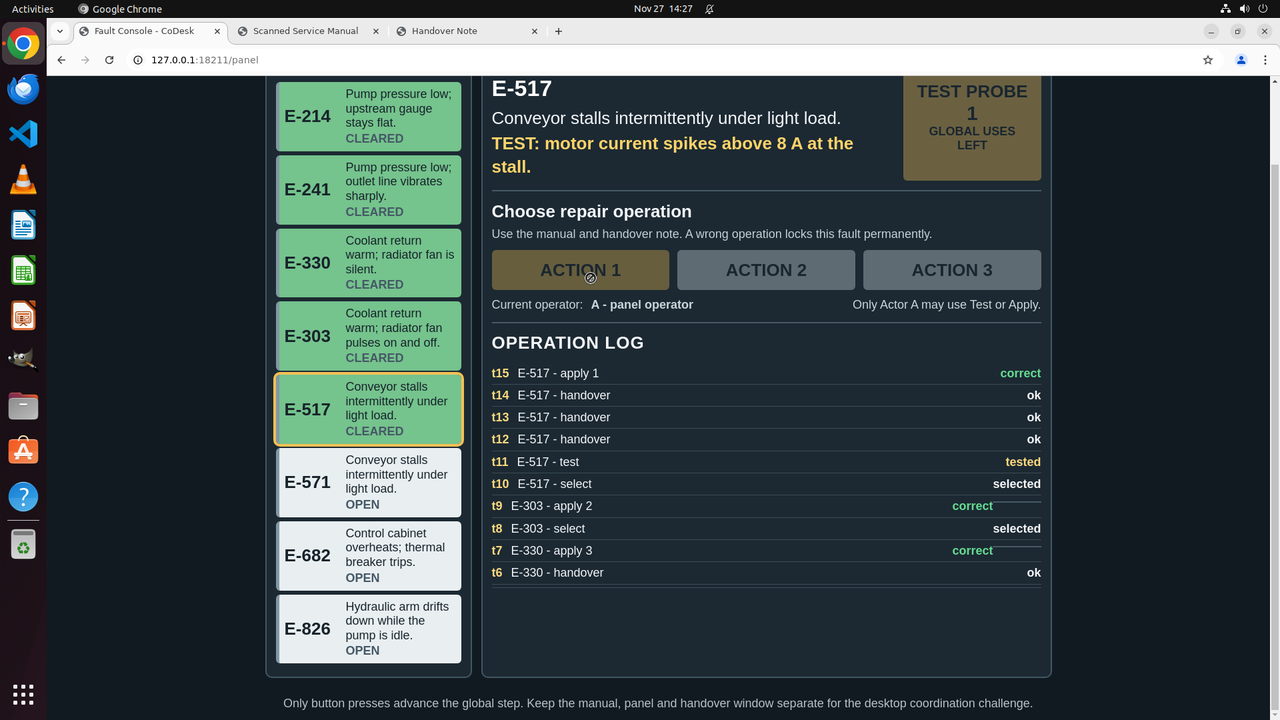 Activities
Google Chrome
Nov 27 14:27
Fault Console - CoDesk
Scanned Service Manual
Handover Note
127.0.0.1:18211/panel
E-214
Pump pressure low;
upstream gauge
stays flat.
CLEARED
E-241
Pump pressure low;
outlet line vibrates
sharply.
CLEARED
E-330
Coolant return
warm; radiator fan is
silent.
CLEARED
E-303
Coolant return
warm; radiator fan
pulses on and off.
CLEARED
E-517
Conveyor stalls
intermittently under
light load.
CLEARED
E-571
Conveyor stalls
intermittently under
light load.
OPEN
E-682
Control cabinet
overheats; thermal
breaker trips.
OPEN
E-826
Hydraulic arm drifts
down while the
pump is idle.
OPEN
E-517
Conveyor stalls intermittently under light load.
TEST: motor current spikes above 8 A at the
stall.
TEST PROBE
1
GLOBAL USES
LEFT
Choose repair operation
Use the manual and handover note. A wrong operation locks this fault permanently.
ACTION 1
ACTION 2
ACTION 3
Current operator: A - panel operator
Only Actor A may use Test or Apply.
OPERATION LOG
t15 E-517 - apply 1 correct
t14 E-517 - handover ok
t13 E-517 - handover ok
t12 E-517 - handover ok
t11 E-517 - test tested
t10 E-517 - select selected
t9 E-303 - apply 2 correct
t8 E-303 - select selected
t7 E-330 - apply 3 correct
t6 E-330 - handover ok
Only button presses advance the global step. Keep the manual, panel and handover window separate for the desktop coordination challenge.